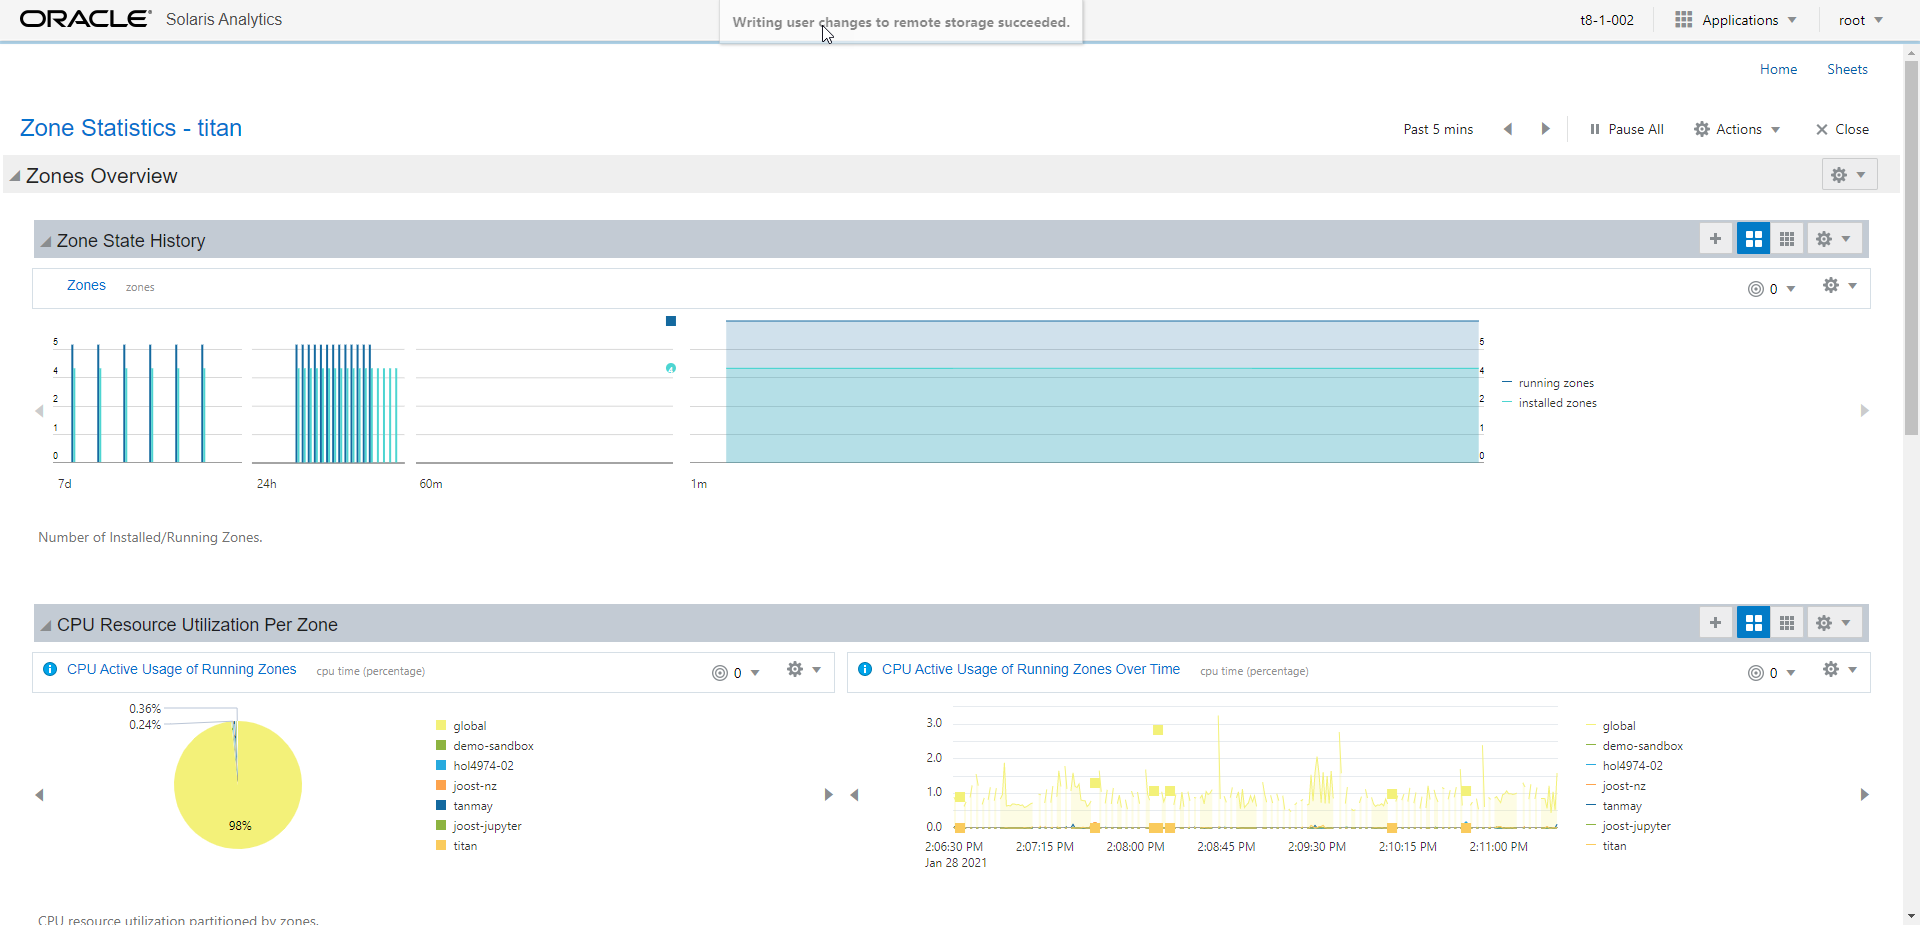 ORACLE Solaris Analytics
Writing user changes to remote storage succeeded.
t8-1-002 Applications root
Home Sheets
Zone Statistics - titan
Past 5 mins Pause All Actions Close
Zones Overview
Zone State History
Zones zones
0
5
4
2
1
0
4
5
4
2
1
0
running zones
installed zones
7d 24h 60m 1m
Number of Installed/Running Zones.
CPU Resource Utilization Per Zone
CPU Active Usage of Running Zones cpu time (percentage)
0
CPU Active Usage of Running Zones Over Time cpu time (percentage)
0
0.36%
0.24%
98%
global
demo-sandbox
hol4974-02
joost-nz
tanmay
joost-jupyter
titan
3.0
2.0
1.0
0.0
2:06:30 PM 2:07:15 PM 2:08:00 PM 2:08:45 PM 2:09:30 PM 2:10:15 PM 2:11:00 PM
Jan 28 2021
global
demo-sandbox
hol4974-02
joost-nz
tanmay
joost-jupyter
titan
CPU resource utilization partitioned by zones.